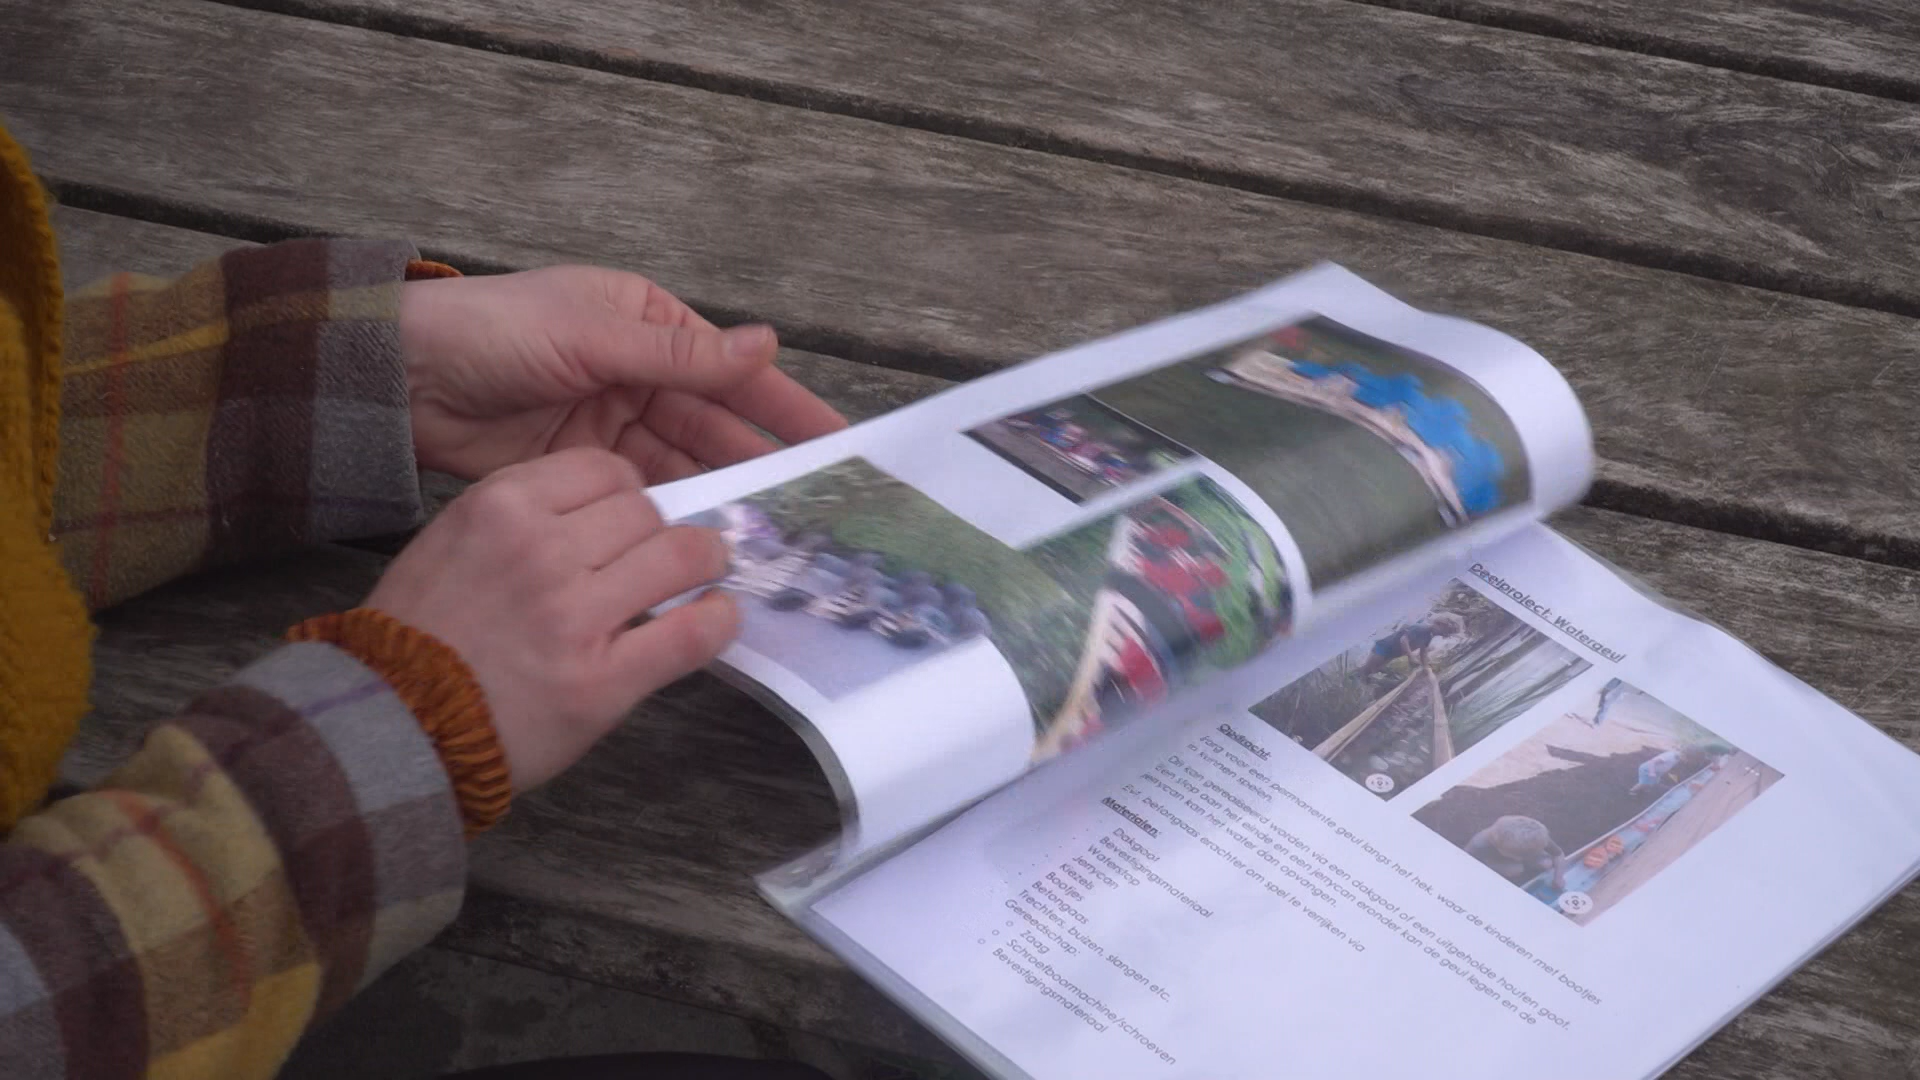 Deelproject: Watergeul
Opdracht:
Zorg voor een permanente geul langs het hek, waar de kinderen met bootjes
in kunnen spelen.
Dit kan gerealiseerd worden via een dakgoot of een uitgeholde houten goot.
Een stop aan het einde en een jerrycan eronder kan de geul legen en de
jerrycan kan het water dan opvangen.
Evt. betongaas erachter om spel te verrijken via
Materialen:
Dakgoot
Bevestigingsmateriaal
Waterstop
Jerrycan
Kiezels
Bootjes
Betongaas
Trechters, buizen, slangen etc.
Gereedschap:
o Zaag
o Schroefboormachine/schroeven
o Bevestigingsmateriaal